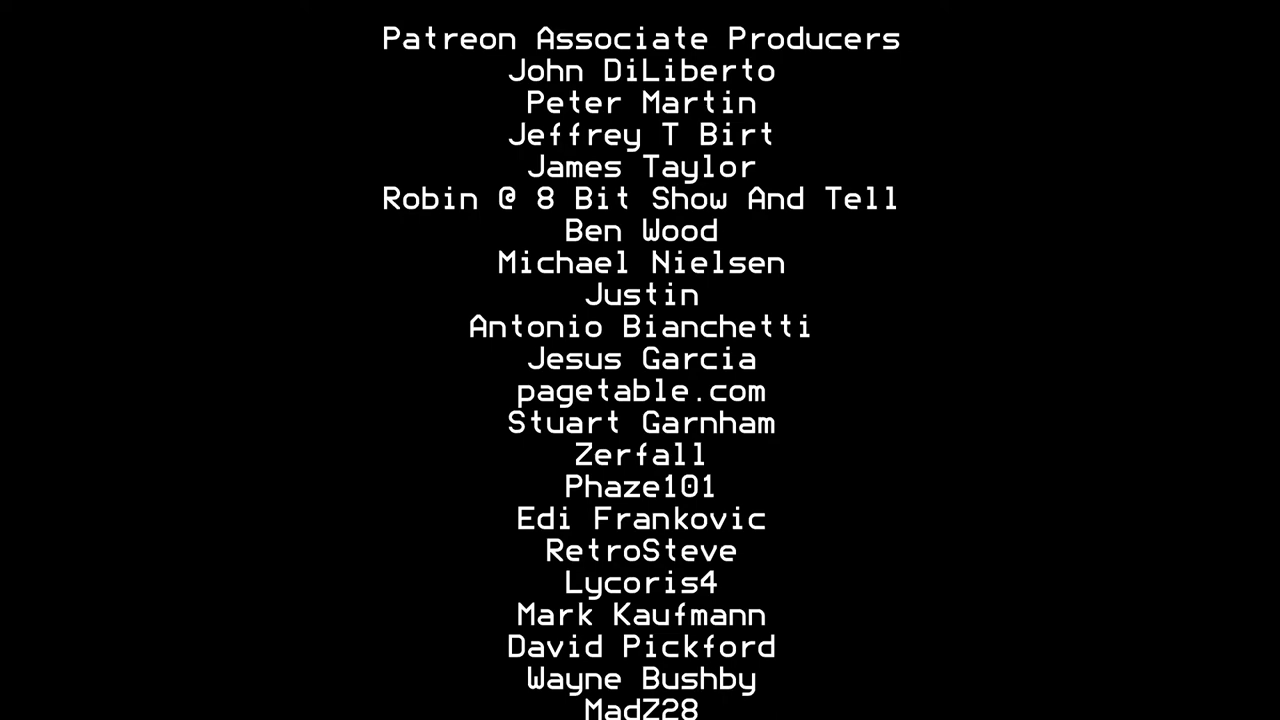 Patreon Associate Producers
John DiLiberto
Peter Martin
Jeffrey T Birt
James Taylor
Robin @ 8 Bit Show And Tell
Ben Wood
Michael Nielsen
Justin
Antonio Bianchetti
Jesus Garcia
pagetable.com
Stuart Garnham
Zerfall
Phaze101
Edi Frankovic
RetroSteve
Lycoris4
Mark Kaufmann
David Pickford
Wayne Bushby
MadZ28